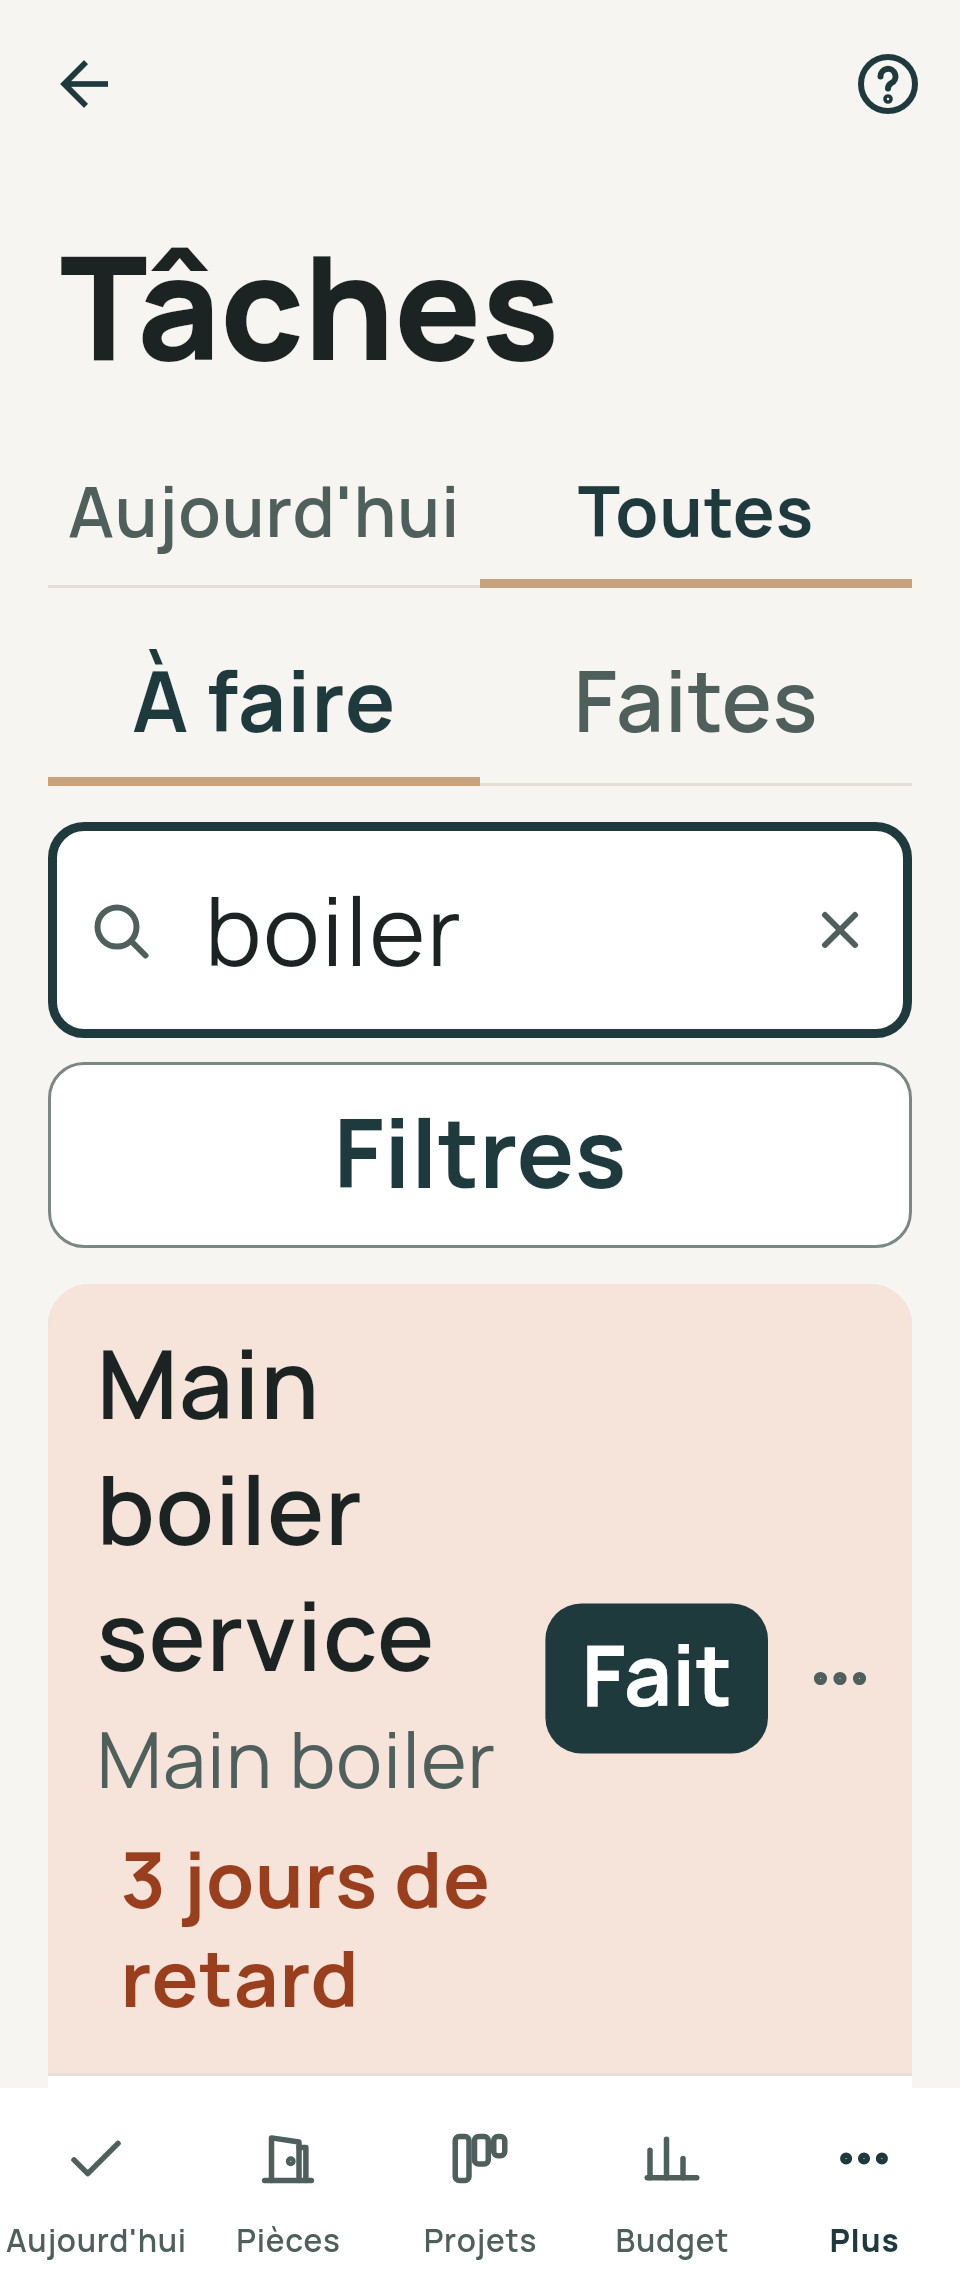 Tâches
Aujourd'hui
Toutes
À faire
Faites
boiler
Filtres
Main
boiler
service
Main boiler
3 jours de
retard
Fait
Aujourd'hui
Pièces
Projets
Budget
Plus